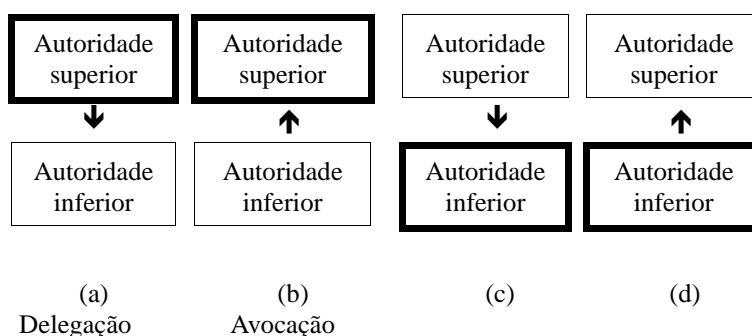 Autoridade
superior
Autoridade
superior
Autoridade
superior
Autoridade
superior
Autoridade
inferior
Autoridade
inferior
Autoridade
inferior
Autoridade
inferior
(a)
(b)
(c)
(d)
Delegação
Avocação